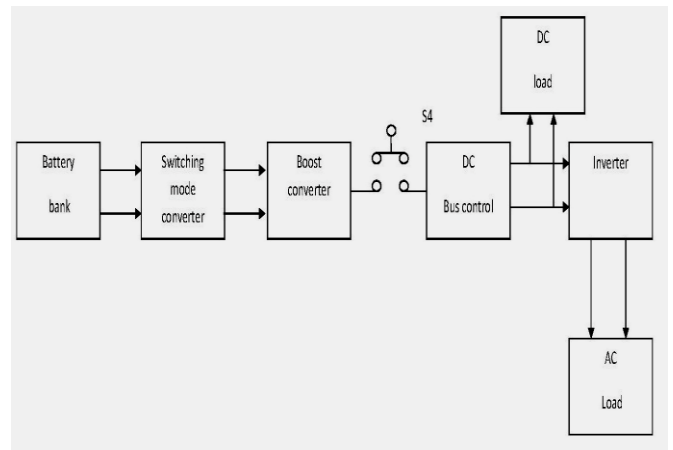 DC
load
S4
Battery
bank
Switching
mode
converter
Boost
converter
DC
Bus control
Inverter
AC
Load